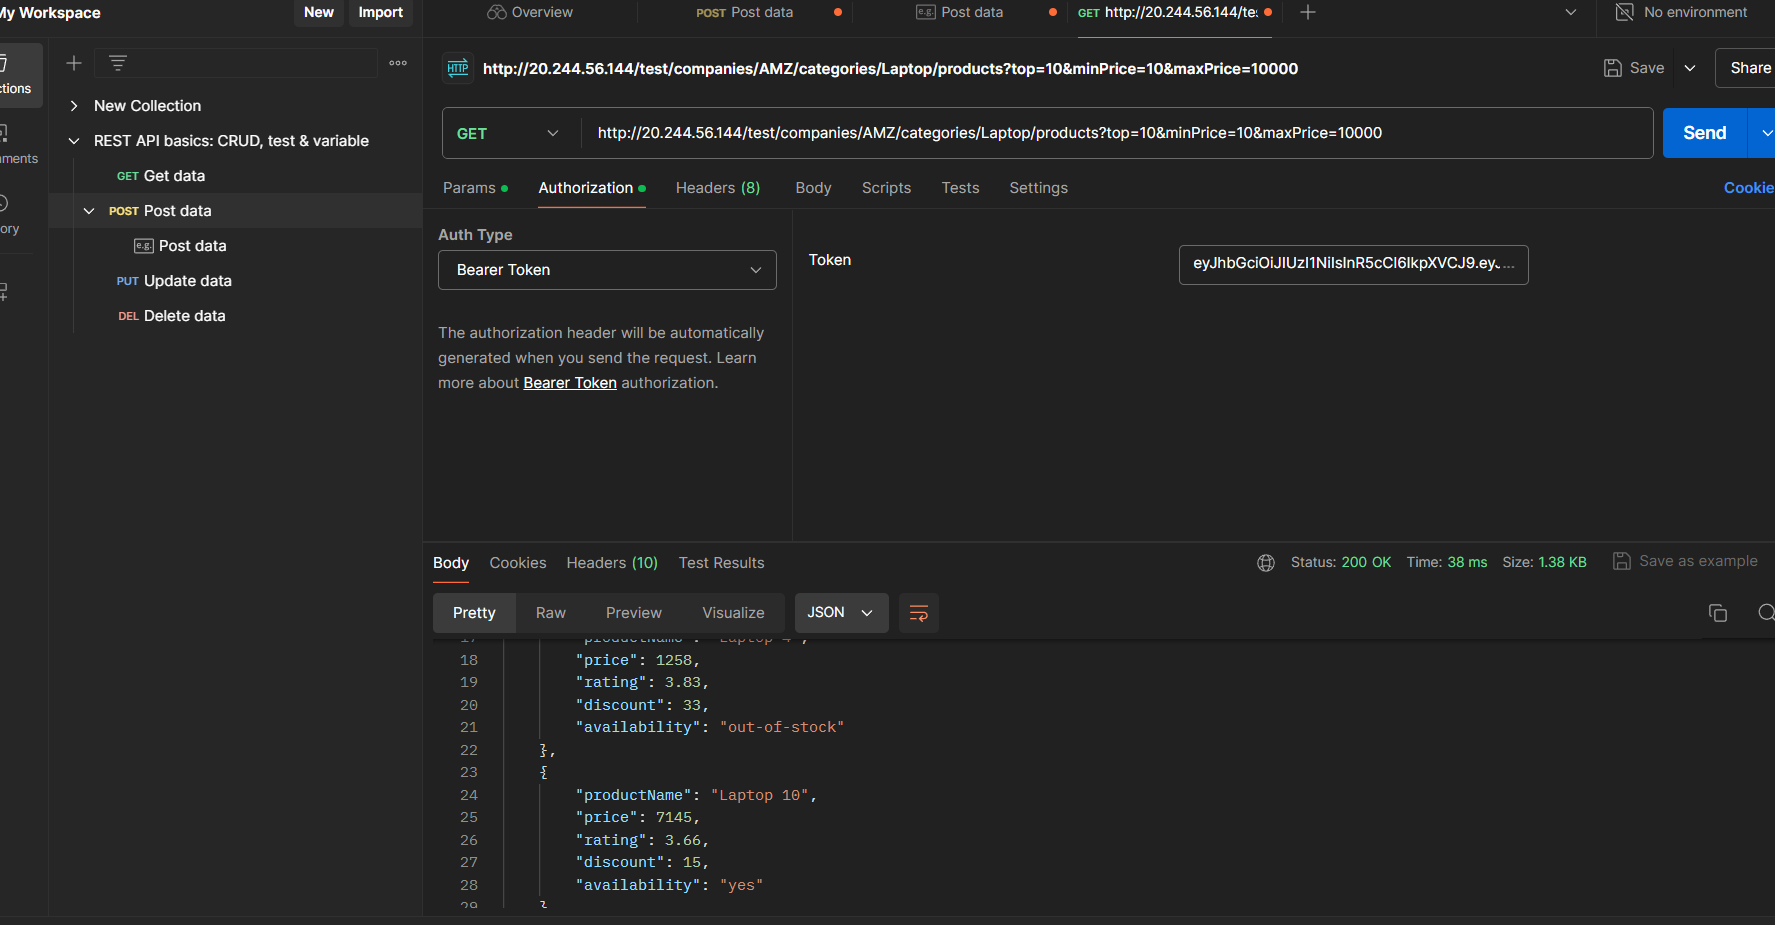 My Workspace
New
Import
Overview
POST Post data
e.g. Post data
GET http://20.244.56.144/te
No environment
ctions
HTTP
http://20.244.56.144/test/companies/AMZ/categories/Laptop/products?top=10&minPrice=10&maxPrice=10000
Save
Share
New Collection
GET
http://20.244.56.144/test/companies/AMZ/categories/Laptop/products?top=10&minPrice=10&maxPrice=10000
Send
REST API basics: CRUD, test & variable
nments
GET Get data
Params
Authorization
Headers (8)
Body
Scripts
Tests
Settings
Cookie
POST Post data
ory
e.g. Post data
PUT Update data
DEL Delete data
Auth Type
Bearer Token
The authorization header will be automatically
generated when you send the request. Learn
more about Bearer Token authorization.
Token
eyJhbGciOiJIUzI1NiIsInR5cCI6IkpXVCJ9.eyJ...
Body
Cookies
Headers (10)
Test Results
Status: 200 OK
Time: 38 ms
Size: 1.38 KB
Save as example
Pretty
Raw
Preview
Visualize
JSON
17 "productName": "Laptop 4",
18 "price": 1258,
19 "rating": 3.83,
20 "discount": 33,
21 "availability": "out-of-stock"
22 },
23 {
24 "productName": "Laptop 10",
25 "price": 7145,
26 "rating": 3.66,
27 "discount": 15,
28 "availability": "yes"
29 }